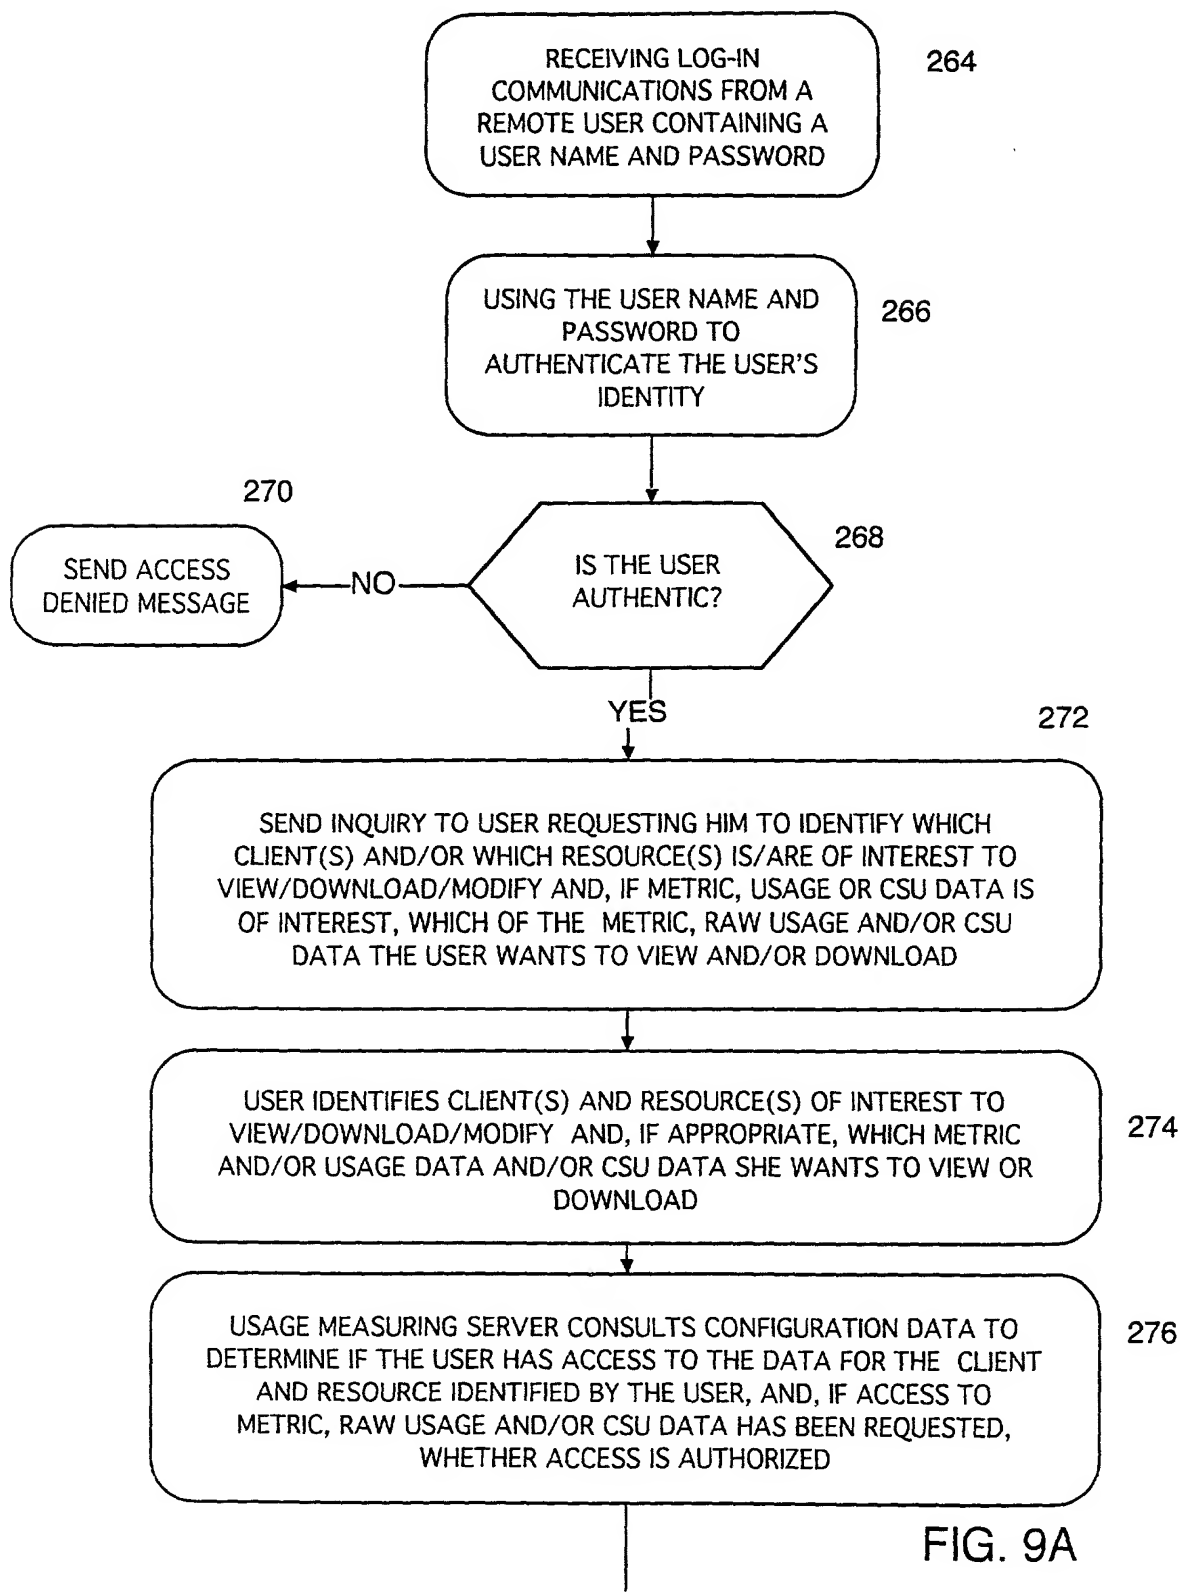 RECEIVING LOG-IN
COMMUNICATIONS FROM A
REMOTE USER CONTAINING A
USER NAME AND PASSWORD
264
USING THE USER NAME AND
PASSWORD TO
AUTHENTICATE THE USER'S
IDENTITY
266
270
SEND ACCESS
DENIED MESSAGE
NO
IS THE USER
AUTHENTIC?
268
YES
272
SEND INQUIRY TO USER REQUESTING HIM TO IDENTIFY WHICH
CLIENT(S) AND/OR WHICH RESOURCE(S) IS/ARE OF INTEREST TO
VIEW/DOWNLOAD/MODIFY AND, IF METRIC, USAGE OR CSU DATA IS
OF INTEREST, WHICH OF THE METRIC, RAW USAGE AND/OR CSU
DATA THE USER WANTS TO VIEW AND/OR DOWNLOAD
USER IDENTIFIES CLIENT(S) AND RESOURCE(S) OF INTEREST TO
VIEW/DOWNLOAD/MODIFY AND, IF APPROPRIATE, WHICH METRIC
AND/OR USAGE DATA AND/OR CSU DATA SHE WANTS TO VIEW OR
DOWNLOAD
274
USAGE MEASURING SERVER CONSULTS CONFIGURATION DATA TO
DETERMINE IF THE USER HAS ACCESS TO THE DATA FOR THE CLIENT
AND RESOURCE IDENTIFIED BY THE USER, AND, IF ACCESS TO
METRIC, RAW USAGE AND/OR CSU DATA HAS BEEN REQUESTED,
WHETHER ACCESS IS AUTHORIZED
276
FIG. 9A